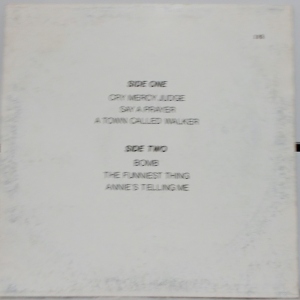 SIDE ONE
CRY MERCY JUDGE
SAY A PRAYER
A TOWN CALLED WALKER
SIDE TWO
BOMB
THE FUNNIEST THING
ANNIE'S TELLING ME